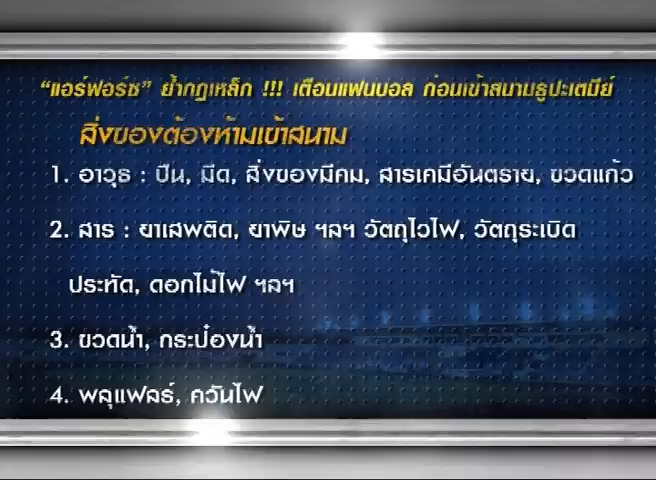 “แอร์ฟอร์ซ” ย้ำกฎเหล็ก !!! เตือนแฟนบอล ก่อนเข้าสนามธูปะเตมีย์
สิ่งของต้องห้ามเข้าสนาม
1. อาวุธ : ปืน, มีด, สิ่งของมีคม, สารเคมีอันตราย, ขวดแก้ว
2. สาร : ยาเสพติด, ยาพิษ ฯลฯ วัตถุไวไฟ, วัตถุระเบิด
ประทัด, ดอกไม้ไฟ ฯลฯ
3. ขวดน้ำ, กระป๋องน้ำ
4. พลุแฟลร์, ควันไฟ